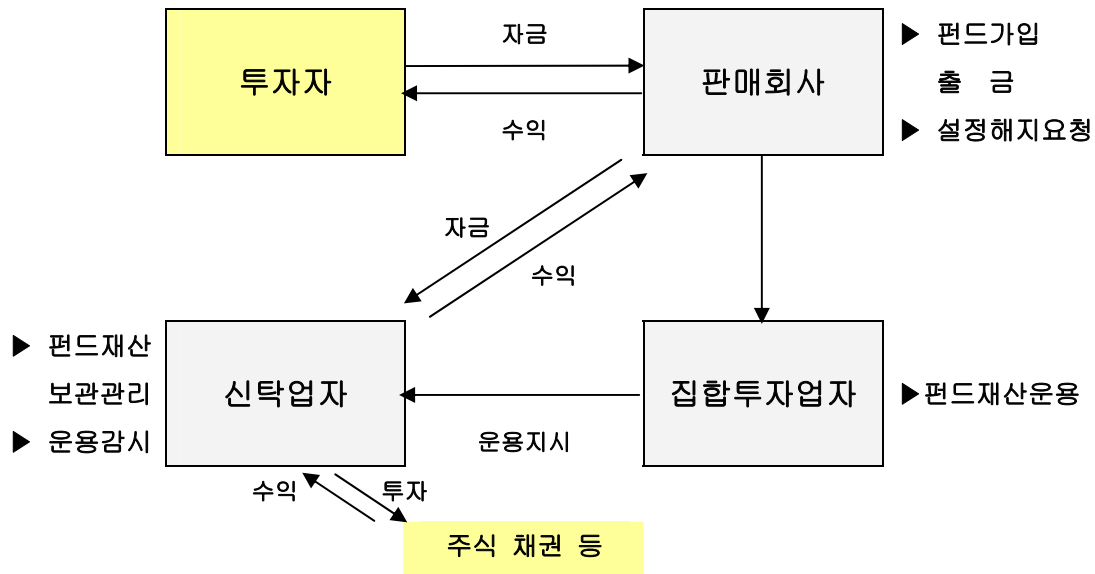 자금
투자자
판매회사
▶ 펀드가입
출 금
▶ 설정해지요청
수익
자금
수익
▶ 펀드재산
보관관리
▶ 운용감시
신탁업자
집합투자업자
▶펀드재산운용
운용지시
수익
투자
주식 채권 등